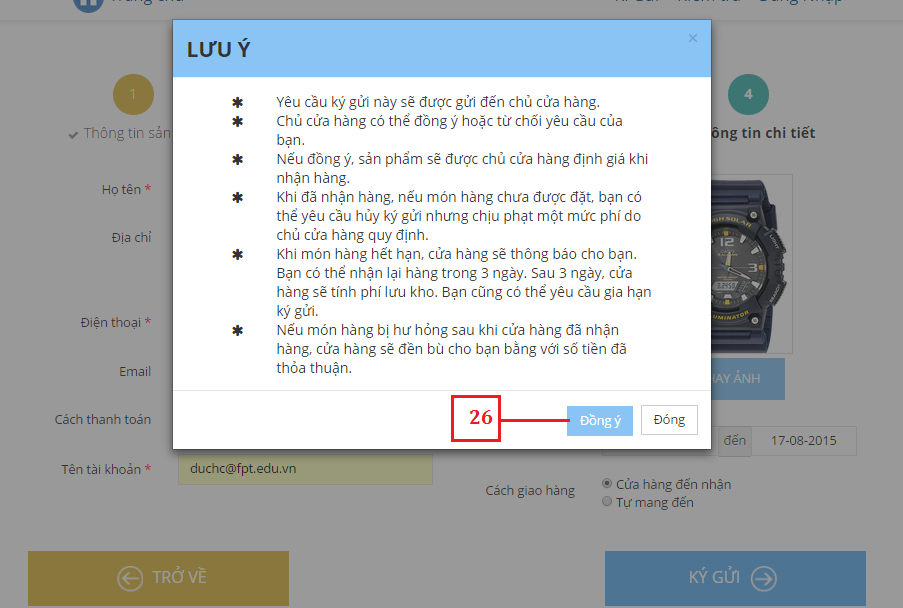 LƯU Ý
×
✱ Yêu cầu ký gửi này sẽ được gửi đến chủ cửa hàng.
✱ Chủ cửa hàng có thể đồng ý hoặc từ chối yêu cầu của
bạn.
✱ Nếu đồng ý, sản phẩm sẽ được chủ cửa hàng định giá khi
nhận hàng.
✱ Khi đã nhận hàng, nếu món hàng chưa được đặt, bạn có
thể yêu cầu hủy ký gửi nhưng chịu phạt một mức phí do
chủ cửa hàng quy định.
✱ Khi món hàng hết hạn, cửa hàng sẽ thông báo cho bạn.
Bạn có thể nhận lại hàng trong 3 ngày. Sau 3 ngày, cửa
hàng sẽ tính phí lưu kho. Bạn cũng có thể yêu cầu gia hạn
ký gửi.
✱ Nếu món hàng bị hư hỏng sau khi cửa hàng đã nhận
hàng, cửa hàng sẽ đền bù cho bạn bằng với số tiền đã
thỏa thuận.
26
Đồng ý
Đóng
1
Thông tin sản
4
ông tin chi tiết
Họ tên *
Địa chỉ
Điện thoại *
Email
Cách thanh toán
Tên tài khoản *
duchc@fpt.edu.vn
HAY ẢNH
đến
17-08-2015
Cách giao hàng
Cửa hàng đến nhận
Tự mang đến
TRỞ VỀ
KÝ GỬI